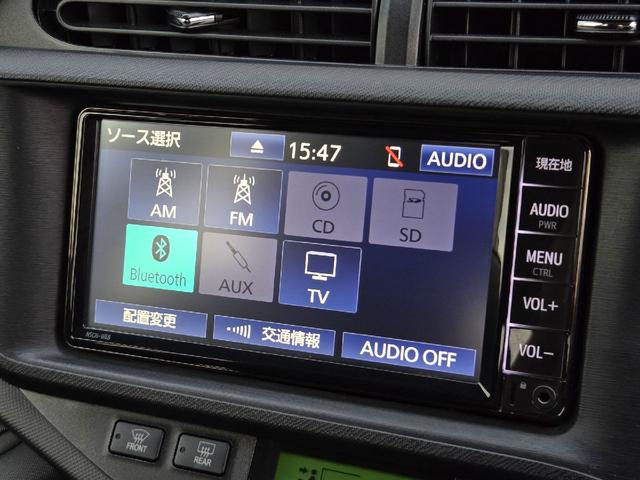 ソース選択
15:47
AUDIO
AM
FM
CD
SD
Bluetooth
AUX
TV
配置変更
交通情報
AUDIO OFF
現在地
AUDIO
PWR
MENU
CTRL
VOL+
VOL−
FRONT
REAR